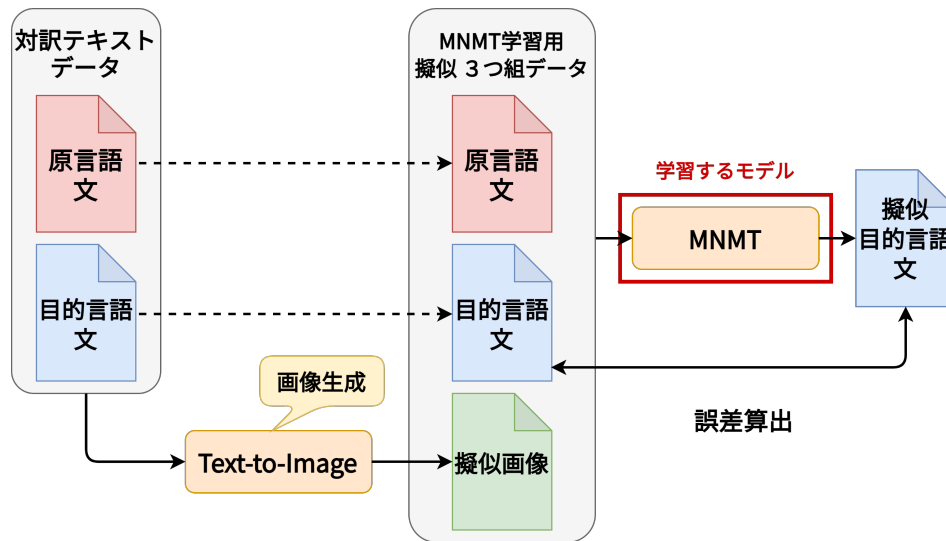 対訳テキスト
データ
原言語
文
目的言語
文
画像生成
Text-to-Image
MNMT学習用
擬似 3つ組データ
原言語
文
目的言語
文
擬似画像
学習するモデル
MNMT
擬似
目的言語
文
誤差算出